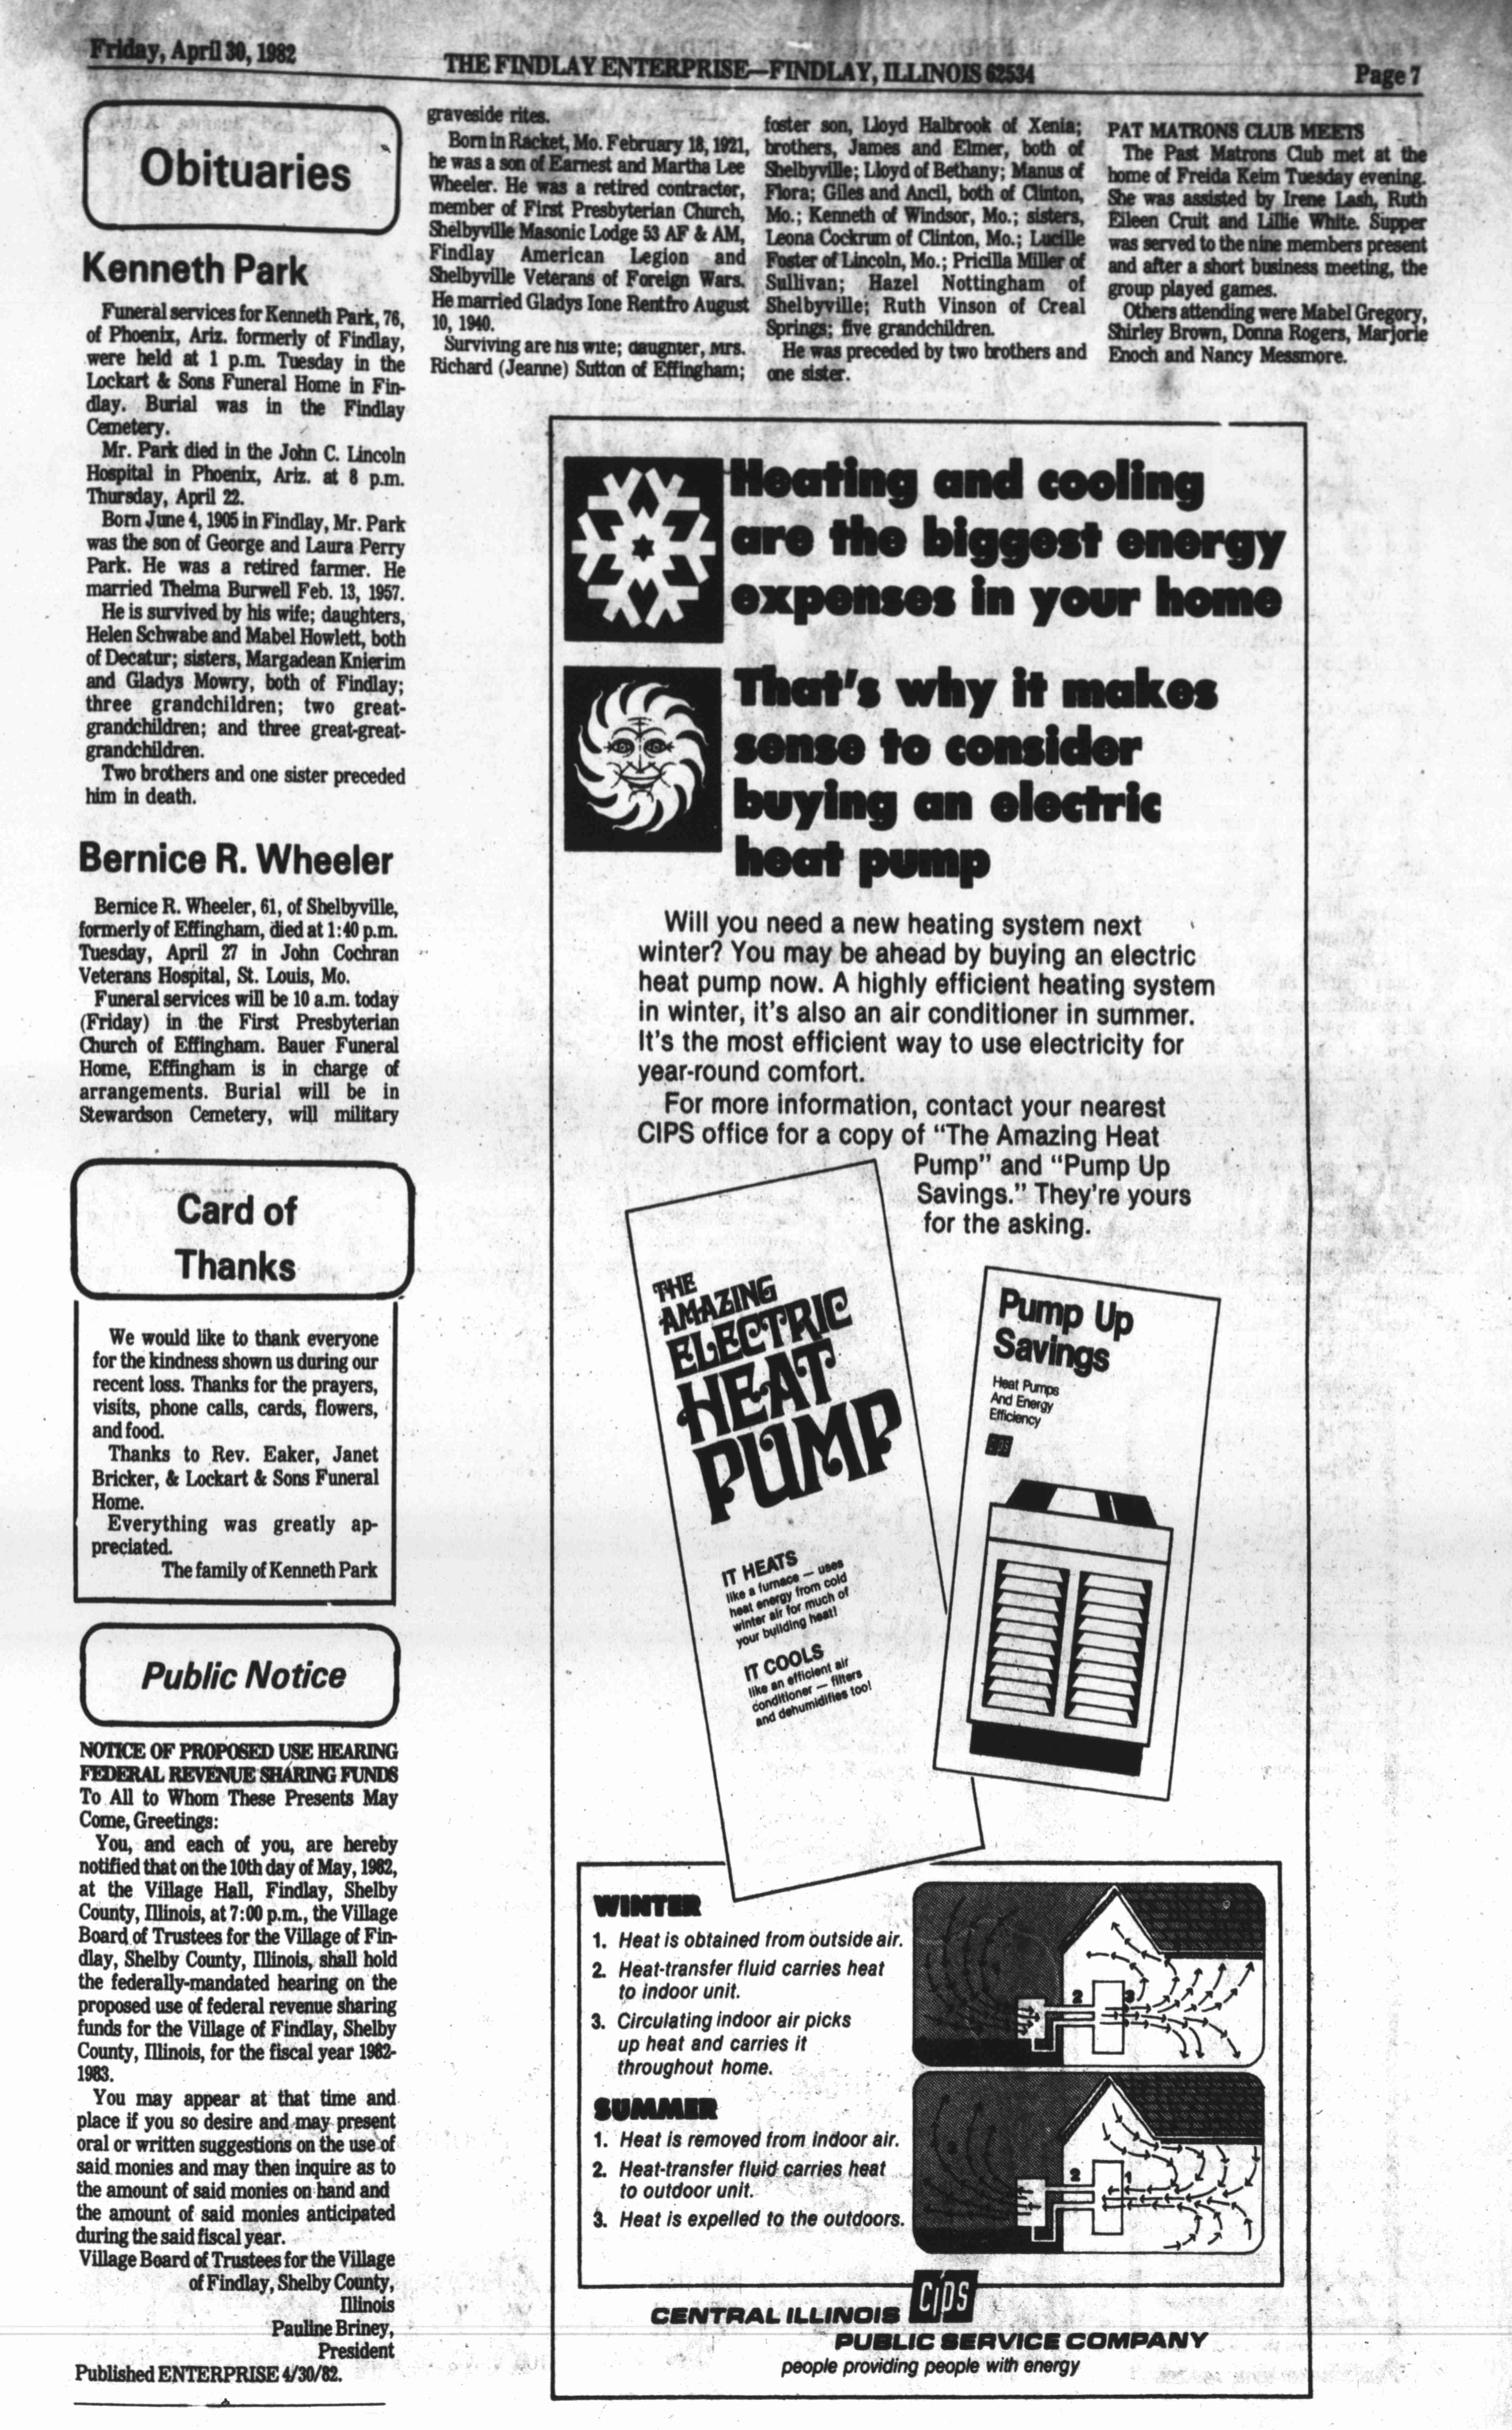 Friday, April 30, 1982
THE FINDLAY ENTERPRISE—FINDLAY, ILLINOIS 62534
Page 7
Obituaries
Kenneth Park
Funeral services for Kenneth Park, 76,
of Phoenix, Ariz. formerly of Findlay,
were held at 1 p.m. Tuesday in the
Lockart & Sons Funeral Home in Fin-
dlay. Burial was in the Findlay
Cemetery.
Mr. Park died in the John C. Lincoln
Hospital in Phoenix, Ariz. at 8 p.m.
Thursday, April 22.
Born June 4, 1905 in Findlay, Mr. Park
was the son of George and Laura Perry
Park. He was a retired farmer. He
married Thelma Burwell Feb. 13, 1957.
He is survived by his wife; daughters,
Helen Schwabe and Mabel Howlett, both
of Decatur; sisters, Margadean Knierim
and Gladys Mowry, both of Findlay;
three grandchildren; two great-
grandchildren; and three great-great-
grandchildren.
Two brothers and one sister preceded
him in death.
Bernice R. Wheeler
Bernice R. Wheeler, 61, of Shelbyville,
formerly of Effingham, died at 1:40 p.m.
Tuesday, April 27 in John Cochran
Veterans Hospital, St. Louis, Mo.
Funeral services will be 10 a.m. today
(Friday) in the First Presbyterian
Church of Effingham. Bauer Funeral
Home, Effingham is in charge of
arrangements. Burial will be in
Stewardson Cemetery, will military
graveside rites.
Born in Racket, Mo. February 18, 1921,
he was a son of Earnest and Martha Lee
Wheeler. He was a retired contractor,
member of First Presbyterian Church,
Shelbyville Masonic Lodge 53 AF & AM,
Findlay American Legion and
Shelbyville Veterans of Foreign Wars.
He married Gladys Ione Rentfro August
10, 1940.
Surviving are his wife; daughter, Mrs.
Richard (Jeanne) Sutton of Effingham;
foster son, Lloyd Halbrook of Xenia;
brothers, James and Elmer, both of
Shelbyville; Lloyd of Bethany; Manus of
Flora; Giles and Ancil, both of Clinton,
Mo.; Kenneth of Windsor, Mo.; sisters,
Leona Cockrum of Clinton, Mo.; Lucille
Foster of Lincoln, Mo.; Pricilla Miller of
Sullivan; Hazel Nottingham of
Shelbyville; Ruth Vinson of Creal
Springs; five grandchildren.
He was preceded by two brothers and
one sister.
PAT MATRONS CLUB MEETS
The Past Matrons Club met at the
home of Freida Keim Tuesday evening.
She was assisted by Irene Lash, Ruth
Eileen Cruit and Lillie White. Supper
was served to the nine members present
and after a short business meeting, the
group played games.
Others attending were Mabel Gregory,
Shirley Brown, Donna Rogers, Marjorie
Enoch and Nancy Messmore.
Card of
Thanks
We would like to thank everyone
for the kindness shown us during our
recent loss. Thanks for the prayers,
visits, phone calls, cards, flowers,
and food.
Thanks to Rev. Eaker, Janet
Bricker, & Lockart & Sons Funeral
Home.
Everything was greatly ap-
preciated.
The family of Kenneth Park
Public Notice
NOTICE OF PROPOSED USE HEARING
FEDERAL REVENUE SHARING FUNDS
To All to Whom These Presents May
Come, Greetings:
You, and each of you, are hereby
notified that on the 10th day of May, 1982,
at the Village Hall, Findlay, Shelby
County, Illinois, at 7:00 p.m., the Village
Board of Trustees for the Village of Fin-
dlay, Shelby County, Illinois, shall hold
the federally-mandated hearing on the
proposed use of federal revenue sharing
funds for the Village of Findlay, Shelby
County, Illinois, for the fiscal year 1982-
1983.
You may appear at that time and
place if you so desire and may present
oral or written suggestions on the use of
said monies and may then inquire as to
the amount of said monies on hand and
the amount of said monies anticipated
during the said fiscal year.
Village Board of Trustees for the Village
of Findlay, Shelby County,
Illinois
Pauline Briney,
President
Published ENTERPRISE 4/30/82.
Heating and cooling
are the biggest energy
expenses in your home
That's why it makes
sense to consider
buying an electric
heat pump
Will you need a new heating system next
winter? You may be ahead by buying an electric
heat pump now. A highly efficient heating system
in winter, it's also an air conditioner in summer.
It's the most efficient way to use electricity for
year-round comfort.
For more information, contact your nearest
CIPS office for a copy of “The Amazing Heat
Pump” and “Pump Up
Savings.” They're yours
for the asking.
THE
AMAZING
ELECTRIC
HEAT
PUMP
IT HEATS
like a furnace — uses
heat energy from cold
winter air for much of
your building heat!
IT COOLS
like an efficient air
conditioner — filters
and dehumidifies too!
Pump Up
Savings
Heat Pumps
And Energy
Efficiency
CIPS
WINTER
1. Heat is obtained from outside air.
2. Heat-transfer fluid carries heat
to indoor unit.
3. Circulating indoor air picks
up heat and carries it
throughout home.
2 3
SUMMER
1. Heat is removed from indoor air.
2. Heat-transfer fluid carries heat
to outdoor unit.
3. Heat is expelled to the outdoors.
2 1
CENTRAL ILLINOIS CIPS
PUBLIC SERVICE COMPANY
people providing people with energy